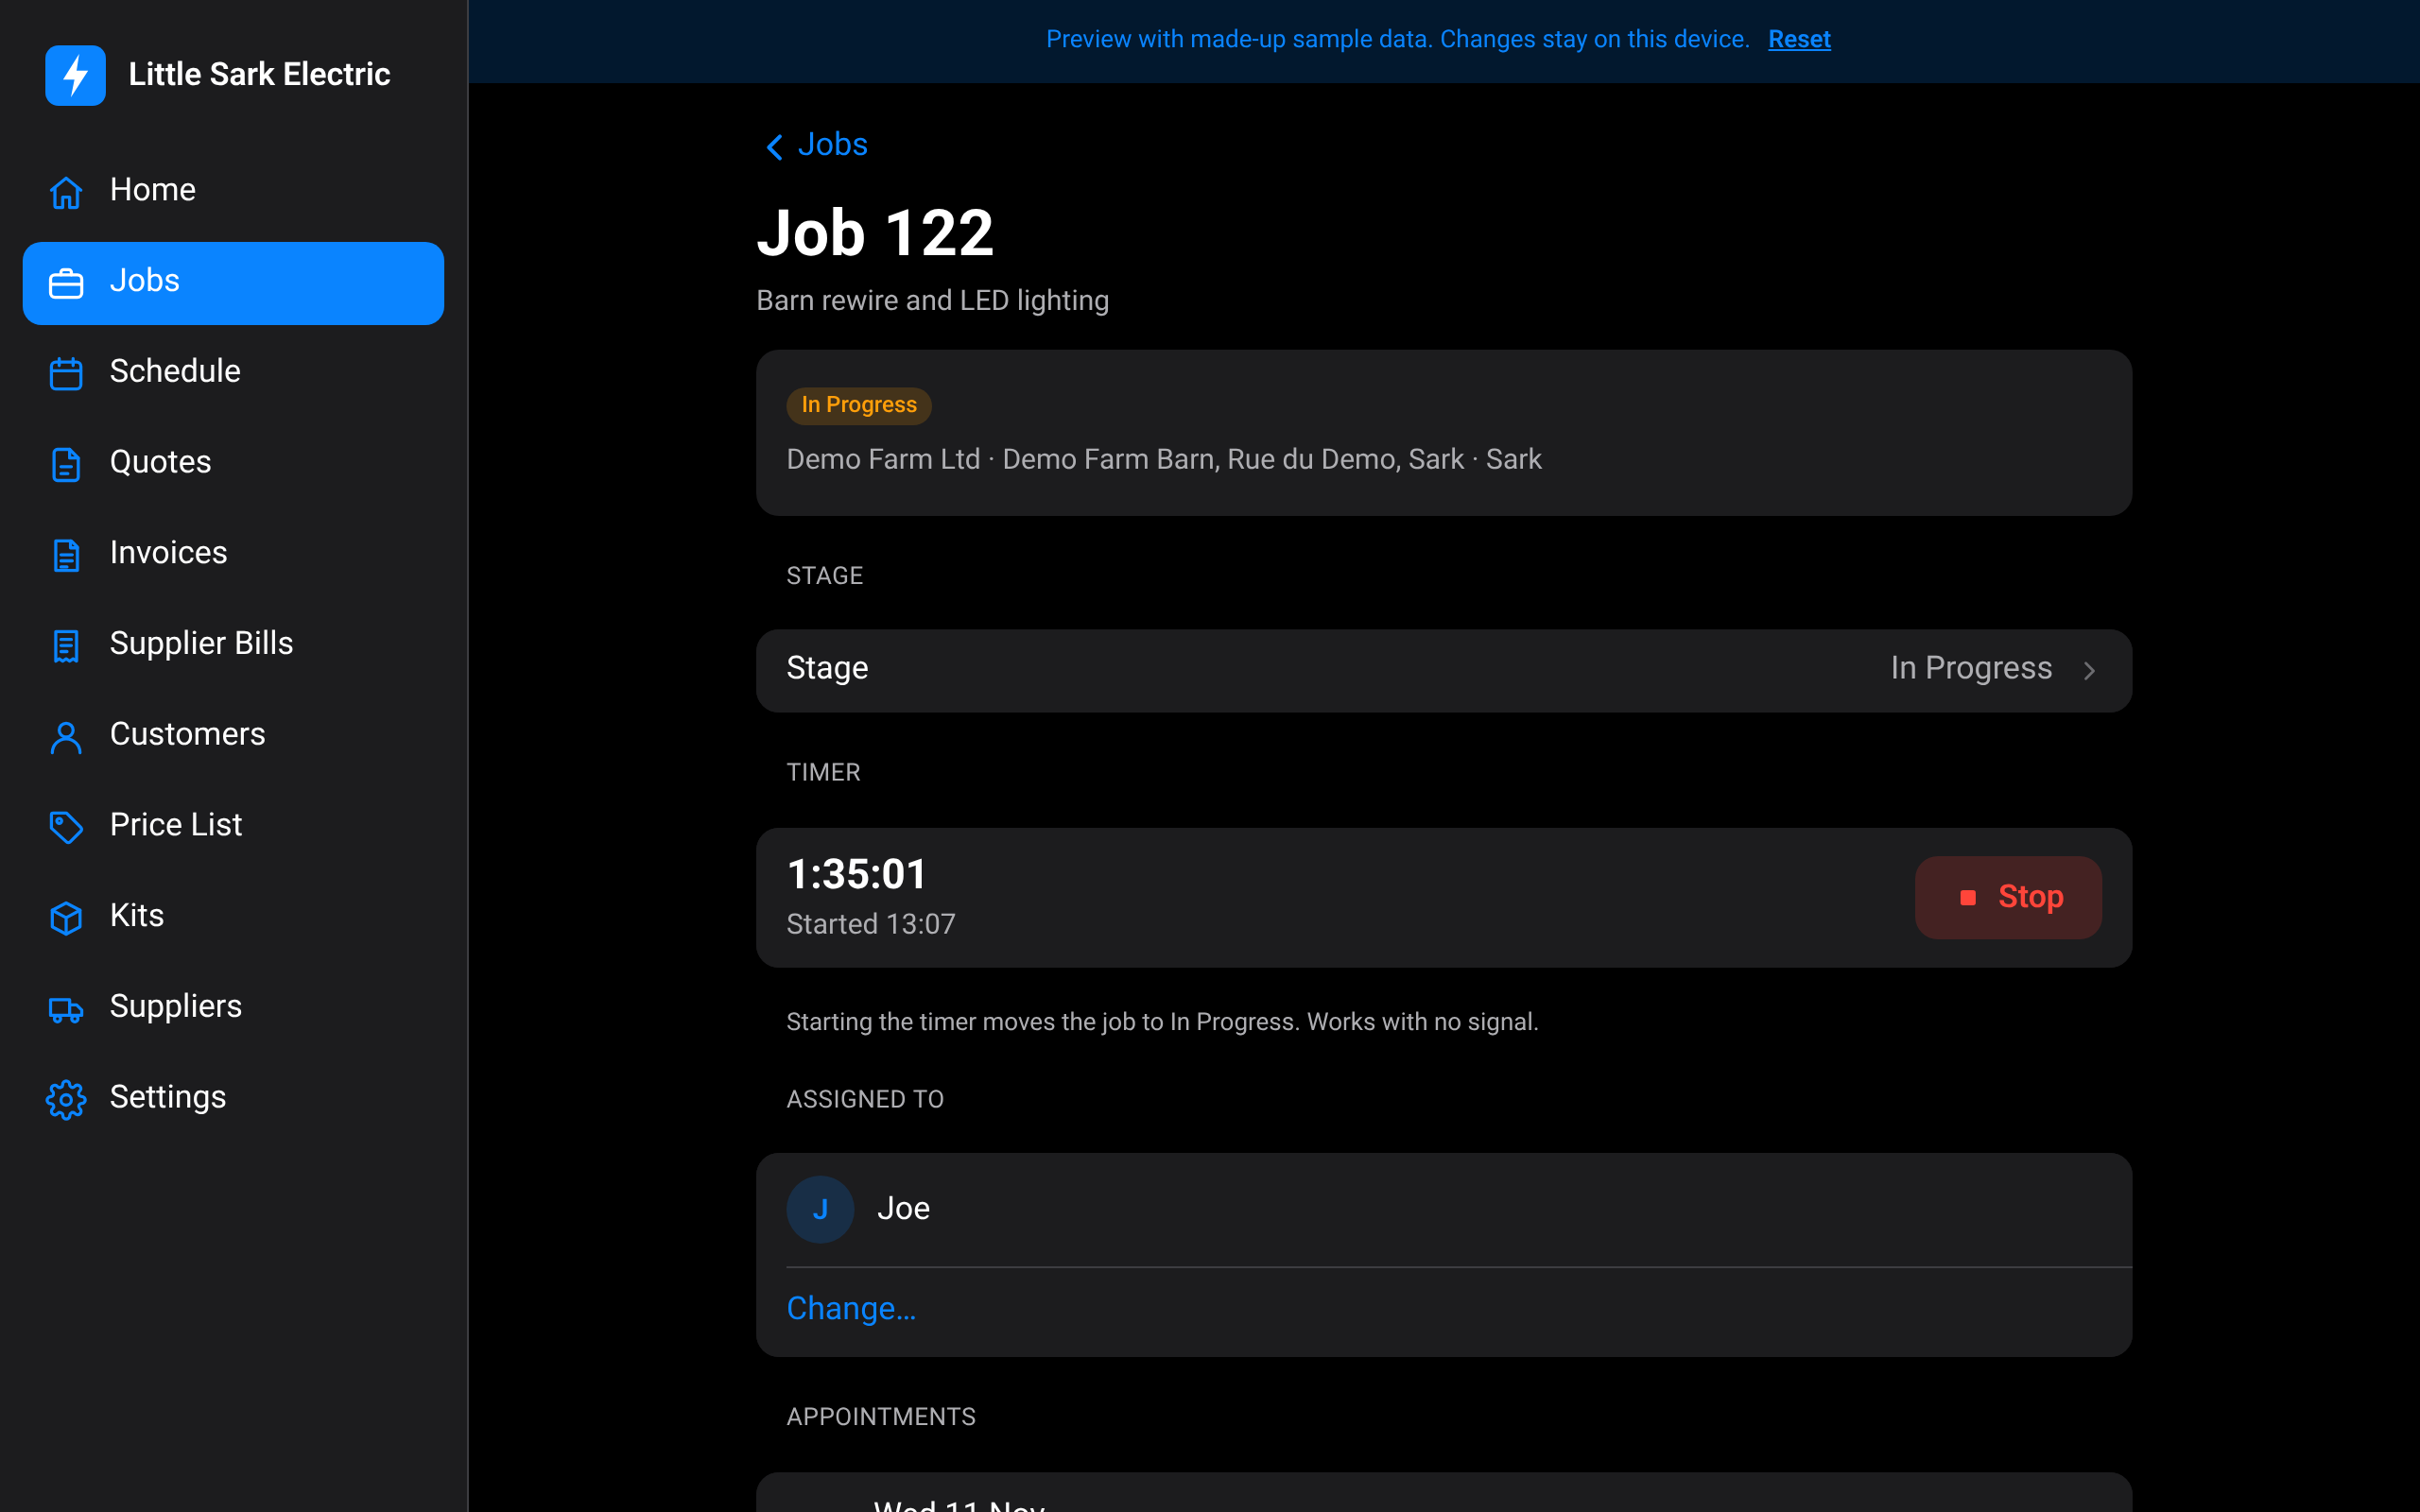 Little Sark Electric
Home
Jobs
Schedule
Quotes
Invoices
Supplier Bills
Customers
Price List
Kits
Suppliers
Settings
Preview with made-up sample data. Changes stay on this device. Reset
Jobs
Job 122
Barn rewire and LED lighting
In Progress
Demo Farm Ltd · Demo Farm Barn, Rue du Demo, Sark · Sark
STAGE
Stage In Progress
TIMER
1:35:01
Started 13:07
Stop
Starting the timer moves the job to In Progress. Works with no signal.
ASSIGNED TO
J Joe
Change...
APPOINTMENTS
Wed 11 Nov